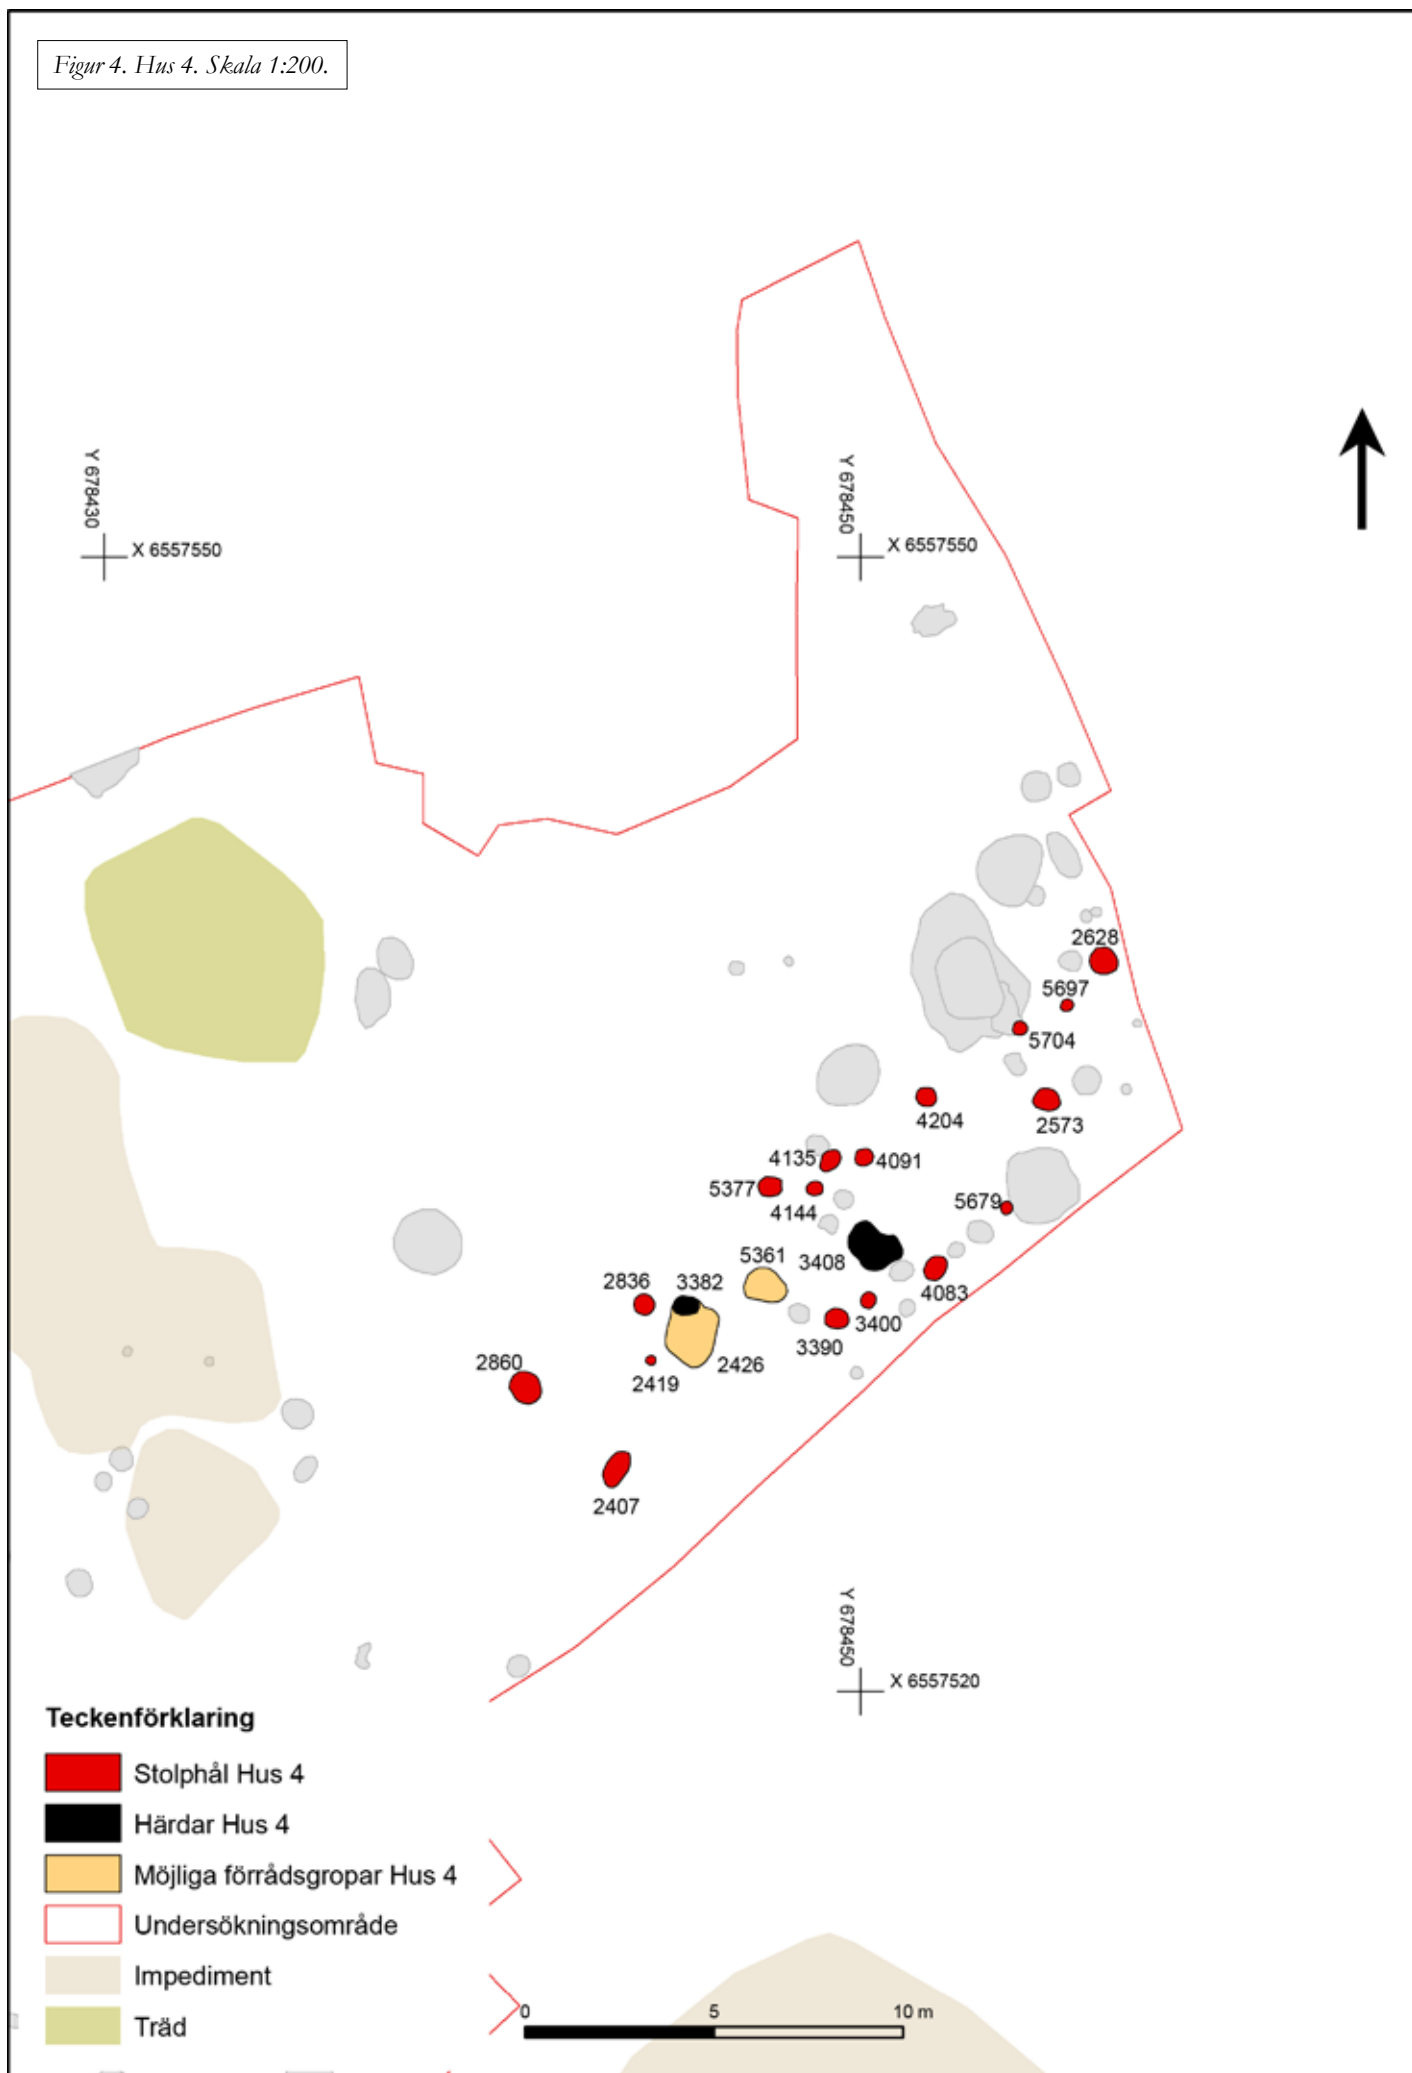 Figur 4. Hus 4. Skala 1:200.
Y 678430
X 6557550
Y 678450
X 6557550
2628
5697
5704
4204
2573
4135
4091
5377
4144
5679
5361
3408
2836
3382
4083
3400
3390
2860
2426
2419
2407
Y 678450
X 6557520
Teckenförklaring
Stolphål Hus 4
Härdar Hus 4
Möjliga förrådsgropar Hus 4
Undersökningsområde
Impediment
Träd
0 5 10 m